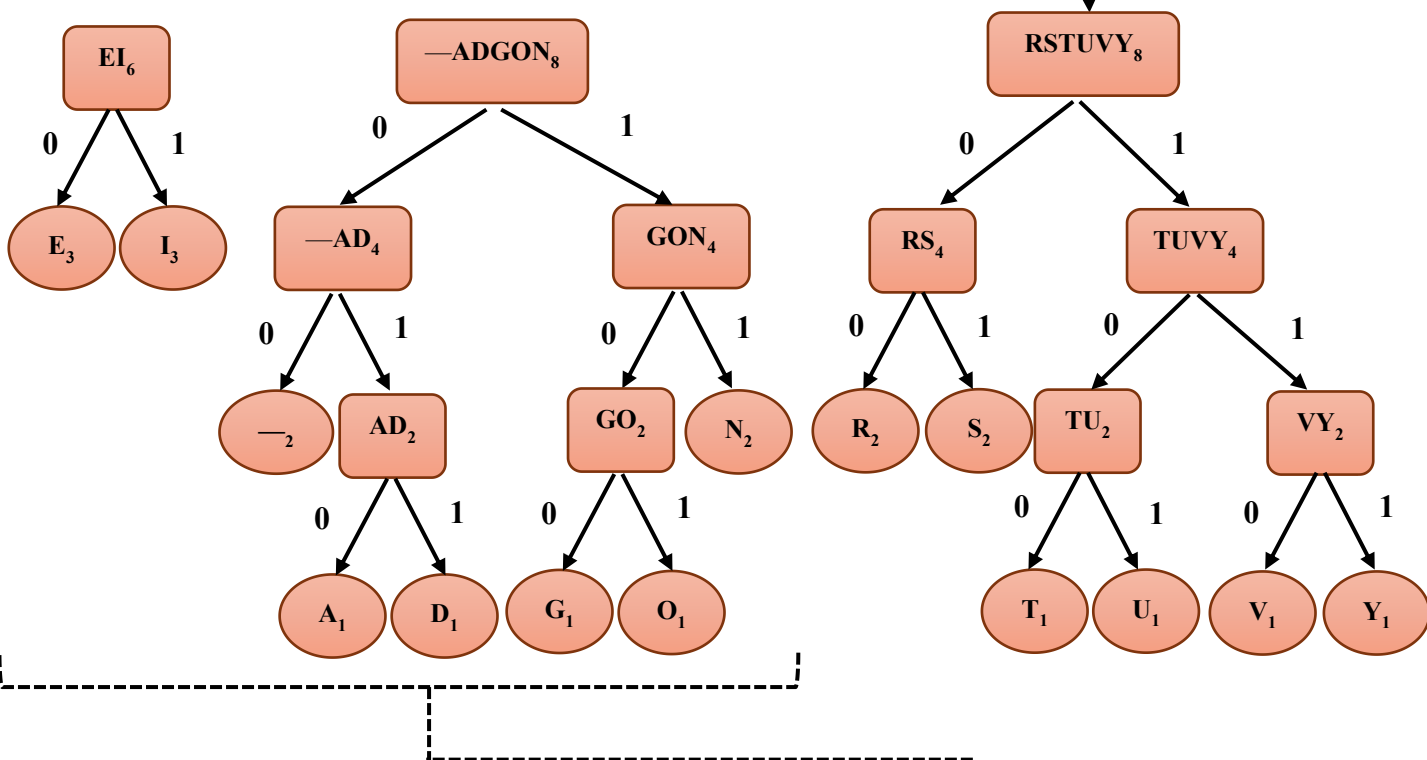 EI₆
—ADGON₈
RSTUVY₈
0 1
0 1
0 1
E₃ I₃
—AD₄
GON₄
RS₄
TUVY₄
0 1
0 1
0 1
0 1
—₂
AD₂
GO₂
N₂
R₂
S₂
TU₂
VY₂
0 1
0 1
0 1
0 1
A₁
D₁
G₁
O₁
T₁
U₁
V₁
Y₁